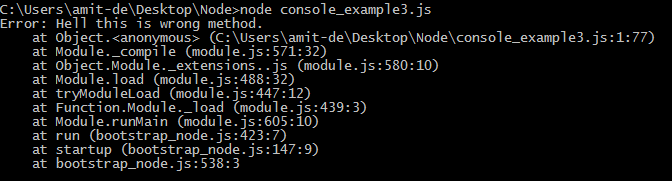 C:\Users\amit-de\Desktop\Node>node console_example3.js
Error: Hell this is wrong method.
    at Object.<anonymous> (C:\Users\amit-de\Desktop\Node\console_example3.js:1:77)
    at Module._compile (module.js:571:32)
    at Object.Module._extensions..js (module.js:580:10)
    at Module.load (module.js:488:32)
    at tryModuleLoad (module.js:447:12)
    at Function.Module._load (module.js:439:3)
    at Module.runMain (module.js:605:10)
    at run (bootstrap_node.js:423:7)
    at startup (bootstrap_node.js:147:9)
    at bootstrap_node.js:538:3